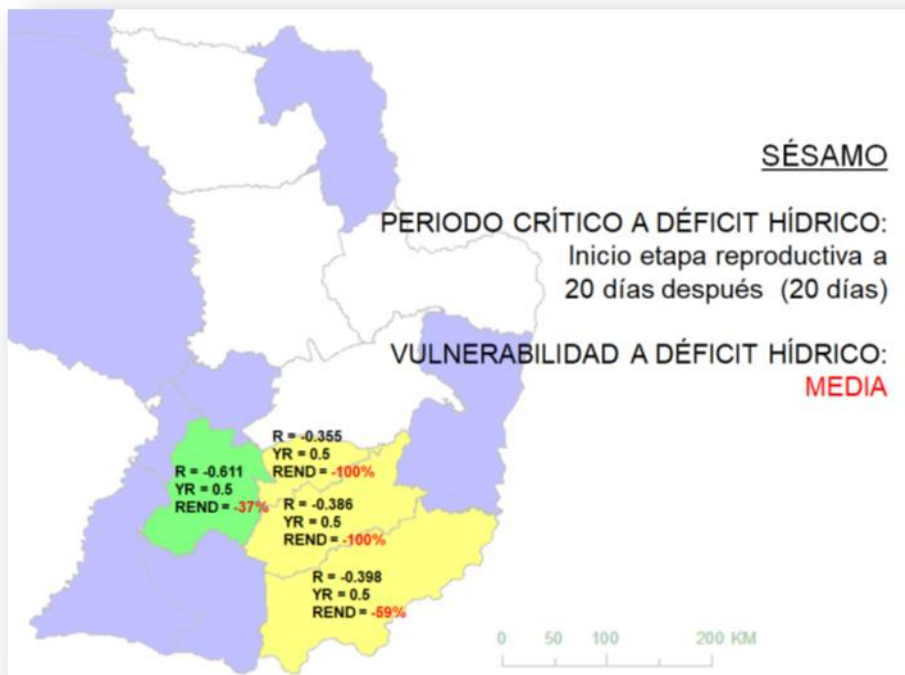 SÉSAMO
PERIODO CRÍTICO A DÉFICIT HÍDRICO:
Inicio etapa reproductiva a
20 días después (20 días)
VULNERABILIDAD A DÉFICIT HÍDRICO:
MEDIA
R = -0.355
YR = 0.5
REND = -100%
R = -0.611
YR = 0.5
REND = -37%
R = -0.386
YR = 0.5
REND = -100%
R = -0.398
YR = 0.5
REND = -59%
0 50 100 200 KM